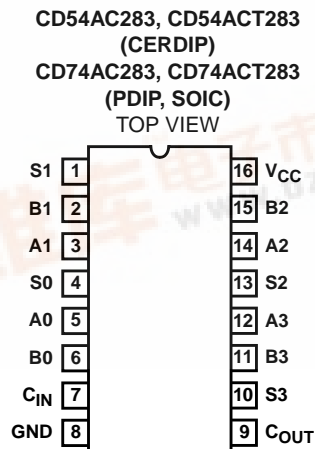 CD54AC283, CD54ACT283
(CERDIP)
CD74AC283, CD74ACT283
(PDIP, SOIC)
TOP VIEW
S1 1 16 VCC
B1 2 15 B2
A1 3 14 A2
S0 4 13 S2
A0 5 12 A3
B0 6 11 B3
CIN 7 10 S3
GND 8 9 COUT